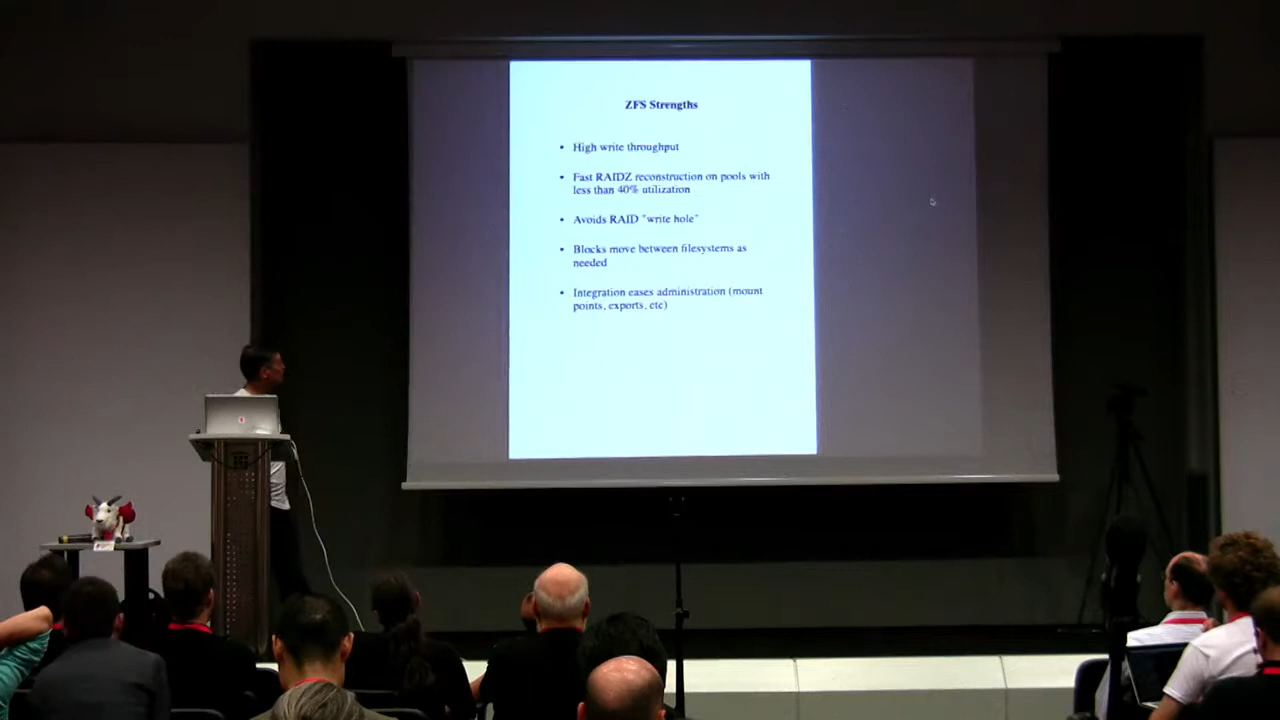 ZFS Strengths
• High write throughput
• Fast RAIDZ reconstruction on pools with
less than 40% utilization
• Avoids RAID "write hole"
• Blocks move between filesystems as
needed
• Integration eases administration (mount
points, exports, etc)